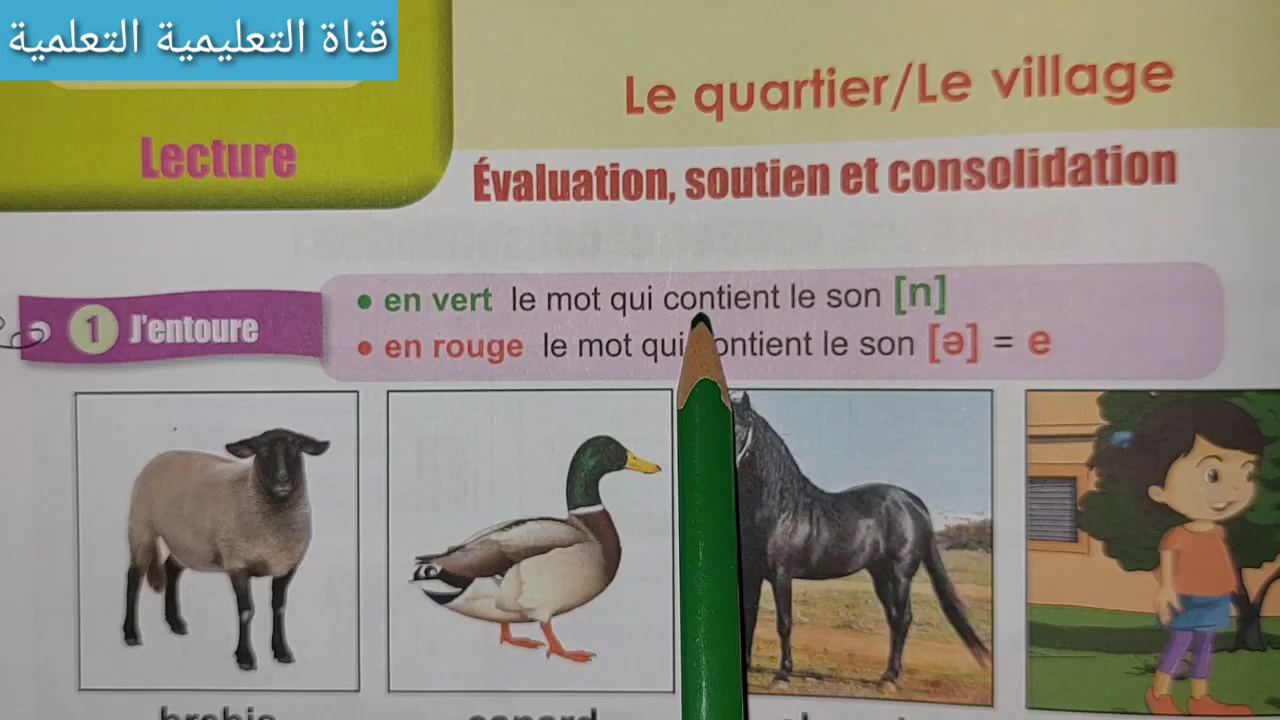 قناة التعليمية التعلمية
Le quartier/Le village
Lecture
Évaluation, soutien et consolidation
1 J'entoure
• en vert le mot qui contient le son [n]
• en rouge le mot qui contient le son [ə] = e
brebis canard